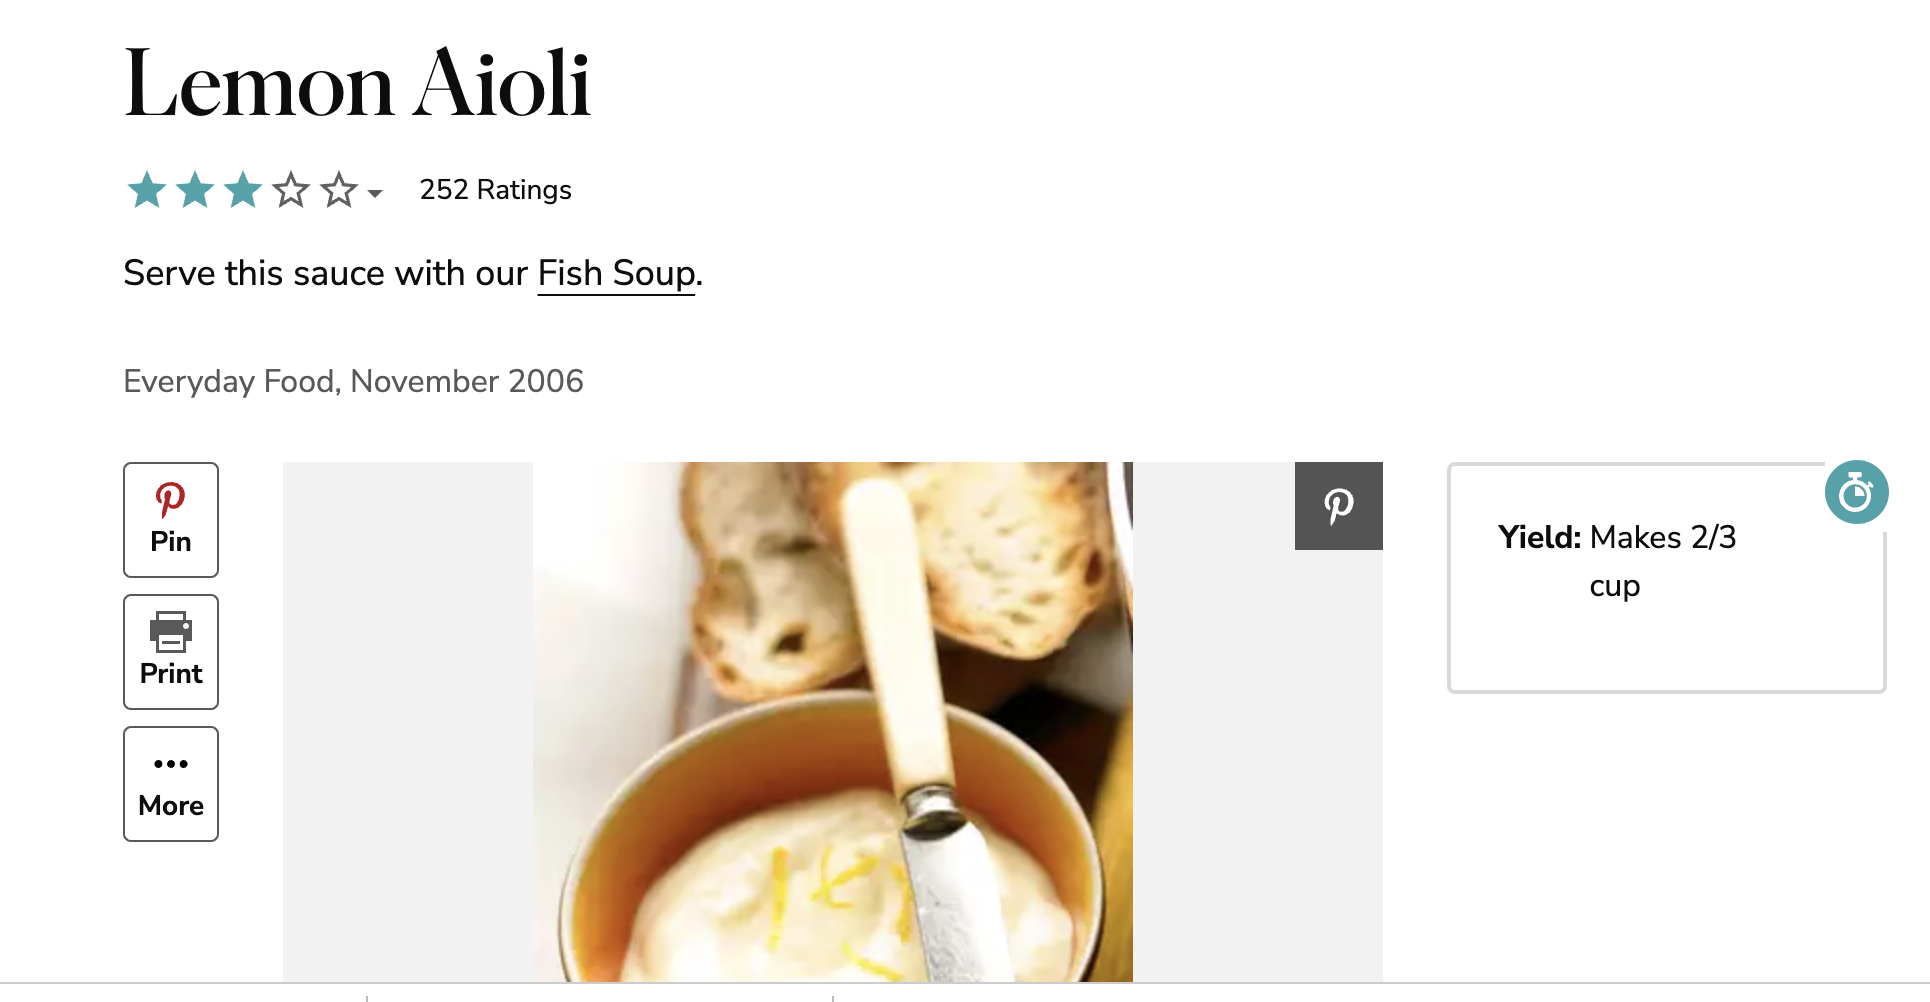 Lemon Aioli
252 Ratings
Serve this sauce with our Fish Soup.
Everyday Food, November 2006
Pin
Print
More
Yield: Makes 2/3
cup